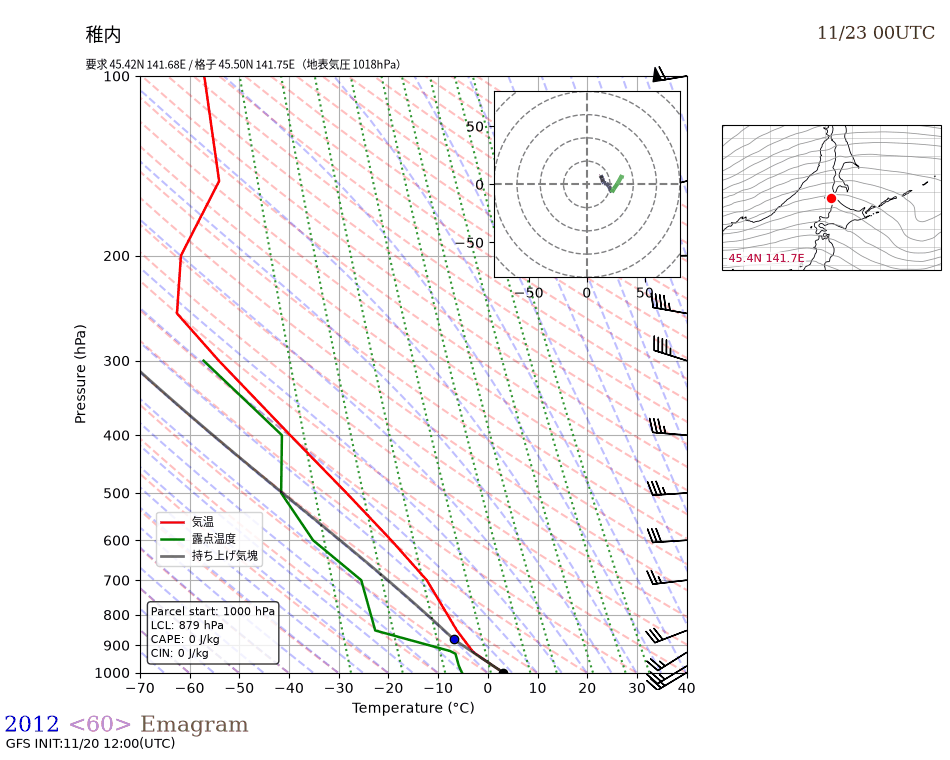 稚内
11/23 00UTC
要求 45.42N 141.68E / 格子 45.50N 141.75E（地表気圧 1018hPa）
100
200
300
400
500
600
700
800
900
1000
Pressure (hPa)
−70 −60 −50 −40 −30 −20 −10 0 10 20 30 40
Temperature (°C)
50
0
−50
−50 0 50
気温
露点温度
持ち上げ気塊
Parcel start: 1000 hPa
LCL: 879 hPa
CAPE: 0 J/kg
CIN: 0 J/kg
45.4N 141.7E
2012 <60> Emagram
GFS INIT:11/20 12:00(UTC)